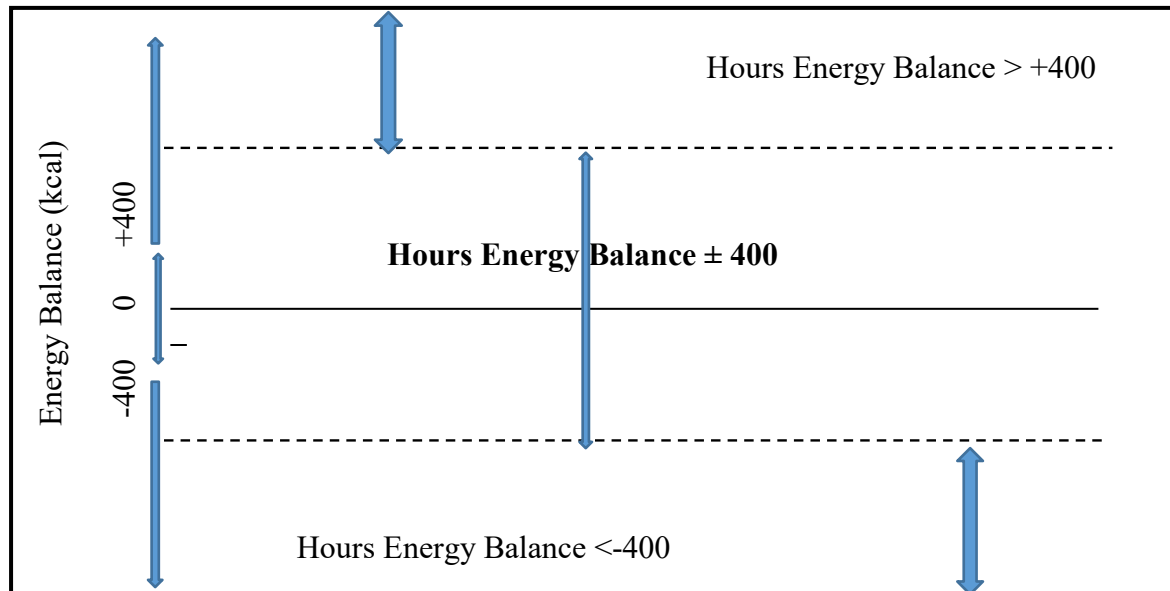 Hours Energy Balance > +400
Energy Balance (kcal)
+400
Hours Energy Balance ± 400
0
-400
Hours Energy Balance <-400